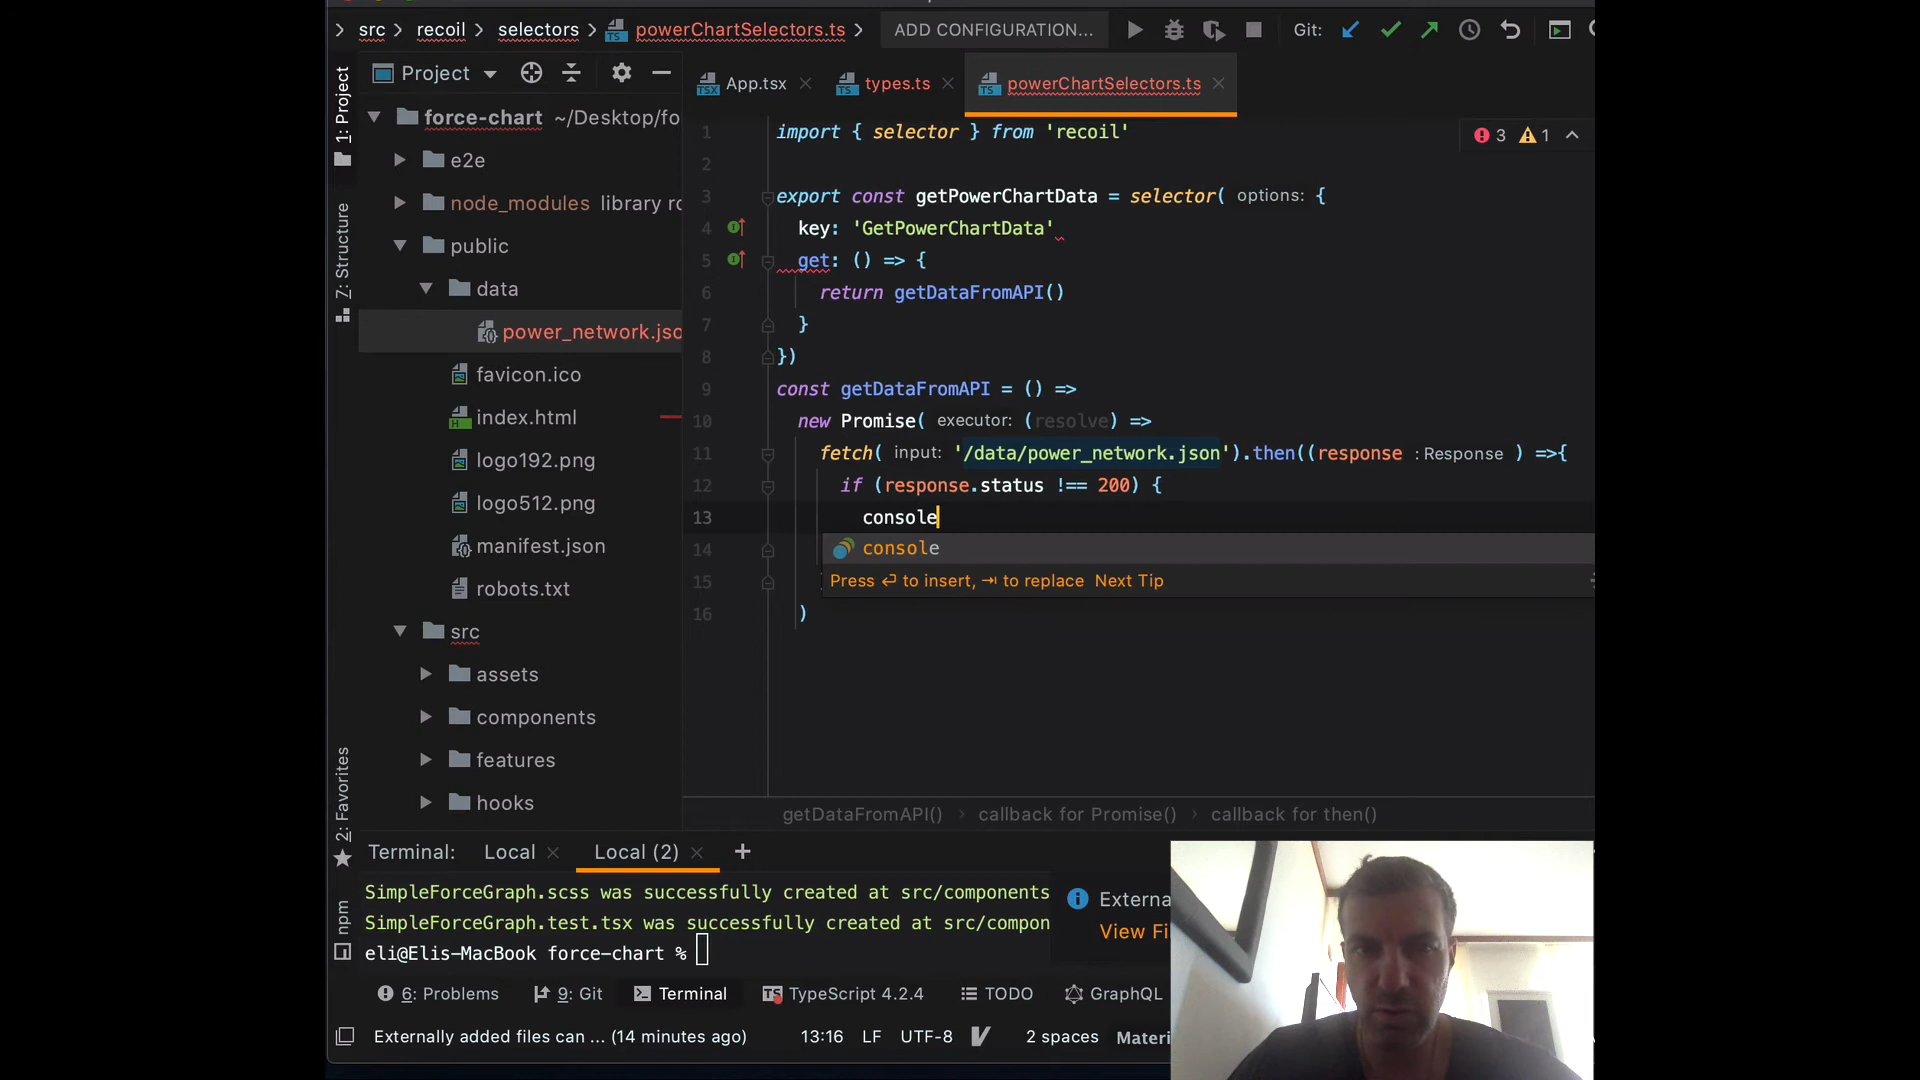 src
recoil
selectors
powerChartSelectors.ts
ADD CONFIGURATION...
Git:
1: Project
Z: Structure
2: Favorites
npm
Project
force-chart ~/Desktop/fo
e2e
node_modules library ro
public
data
power_network.jso
favicon.ico
index.html
logo192.png
logo512.png
manifest.json
robots.txt
src
assets
components
features
hooks
App.tsx
types.ts
powerChartSelectors.ts
3 1
1 import { selector } from 'recoil'
2
3 export const getPowerChartData = selector( options: {
4 key: 'GetPowerChartData'
5 get: () => {
6 return getDataFromAPI()
7 }
8 })
9 const getDataFromAPI = () =>
10 new Promise( executor: (resolve) =>
11 fetch( input: '/data/power_network.json').then((response : Response ) =>{
12 if (response.status !== 200) {
13 console
14
15
16 )
console
Press ⏎ to insert, ⇥ to replace Next Tip
getDataFromAPI() › callback for Promise() › callback for then()
Terminal: Local Local (2) +
SimpleForceGraph.scss was successfully created at src/components
SimpleForceGraph.test.tsx was successfully created at src/compon
eli@Elis-MacBook force-chart %
Externa
View Fi
6: Problems 9: Git Terminal TypeScript 4.2.4 TODO GraphQL
Externally added files can ... (14 minutes ago) 13:16 LF UTF-8 2 spaces Materi